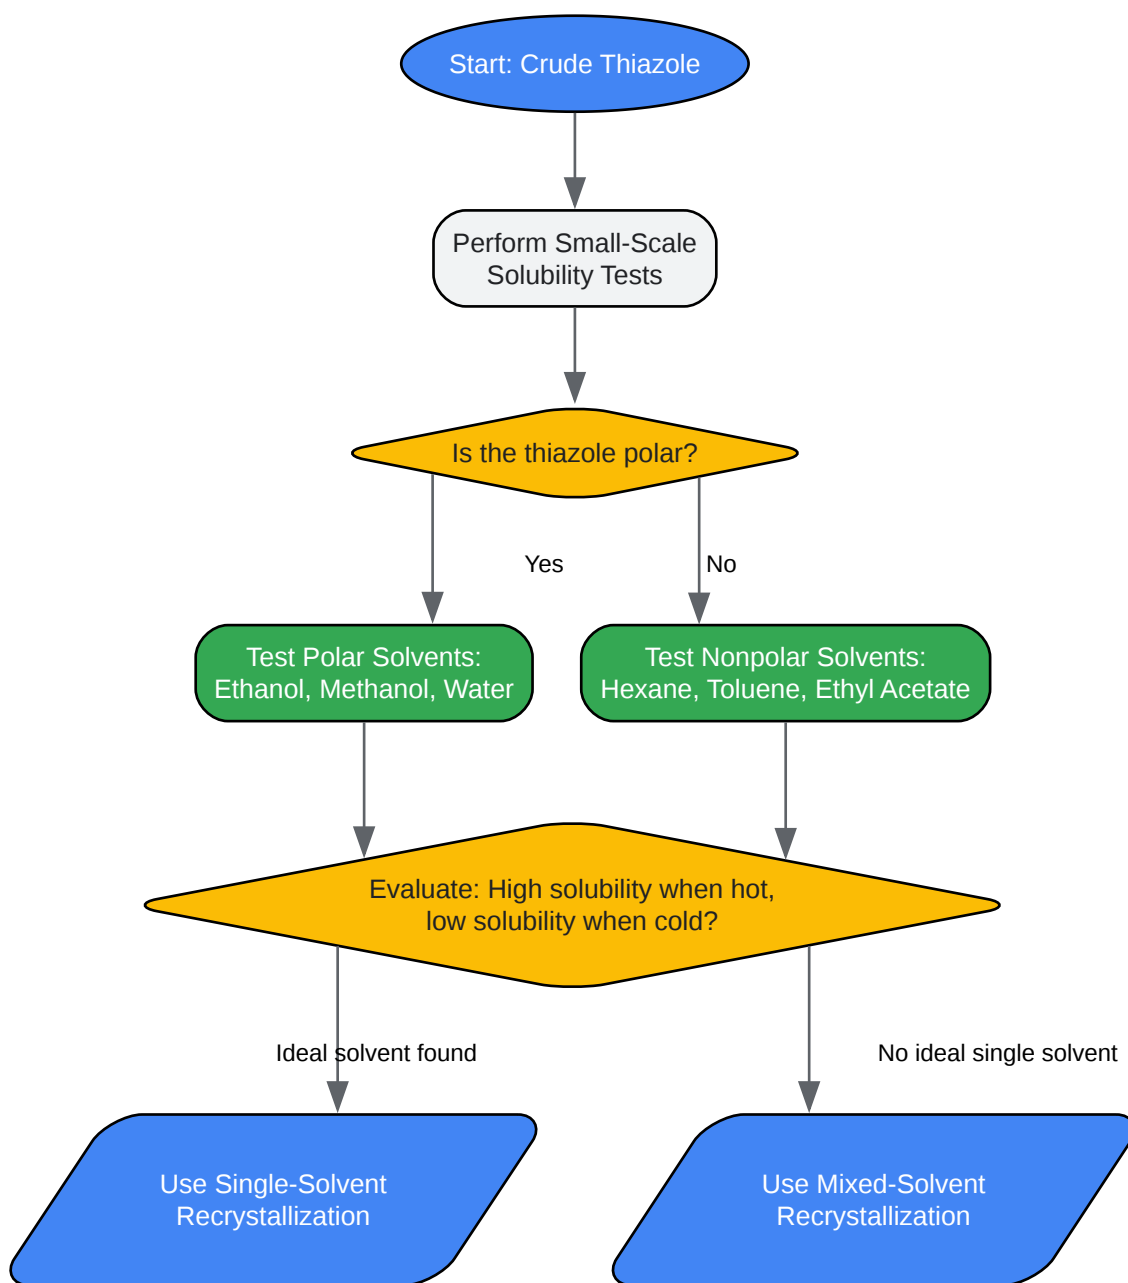 Start: Crude Thiazole
Perform Small-Scale
Solubility Tests
Is the thiazole polar?
Yes
No
Test Polar Solvents:
Ethanol, Methanol, Water
Test Nonpolar Solvents:
Hexane, Toluene, Ethyl Acetate
Evaluate: High solubility when hot,
low solubility when cold?
Ideal solvent found
No ideal single solvent
Use Single-Solvent
Recrystallization
Use Mixed-Solvent
Recrystallization